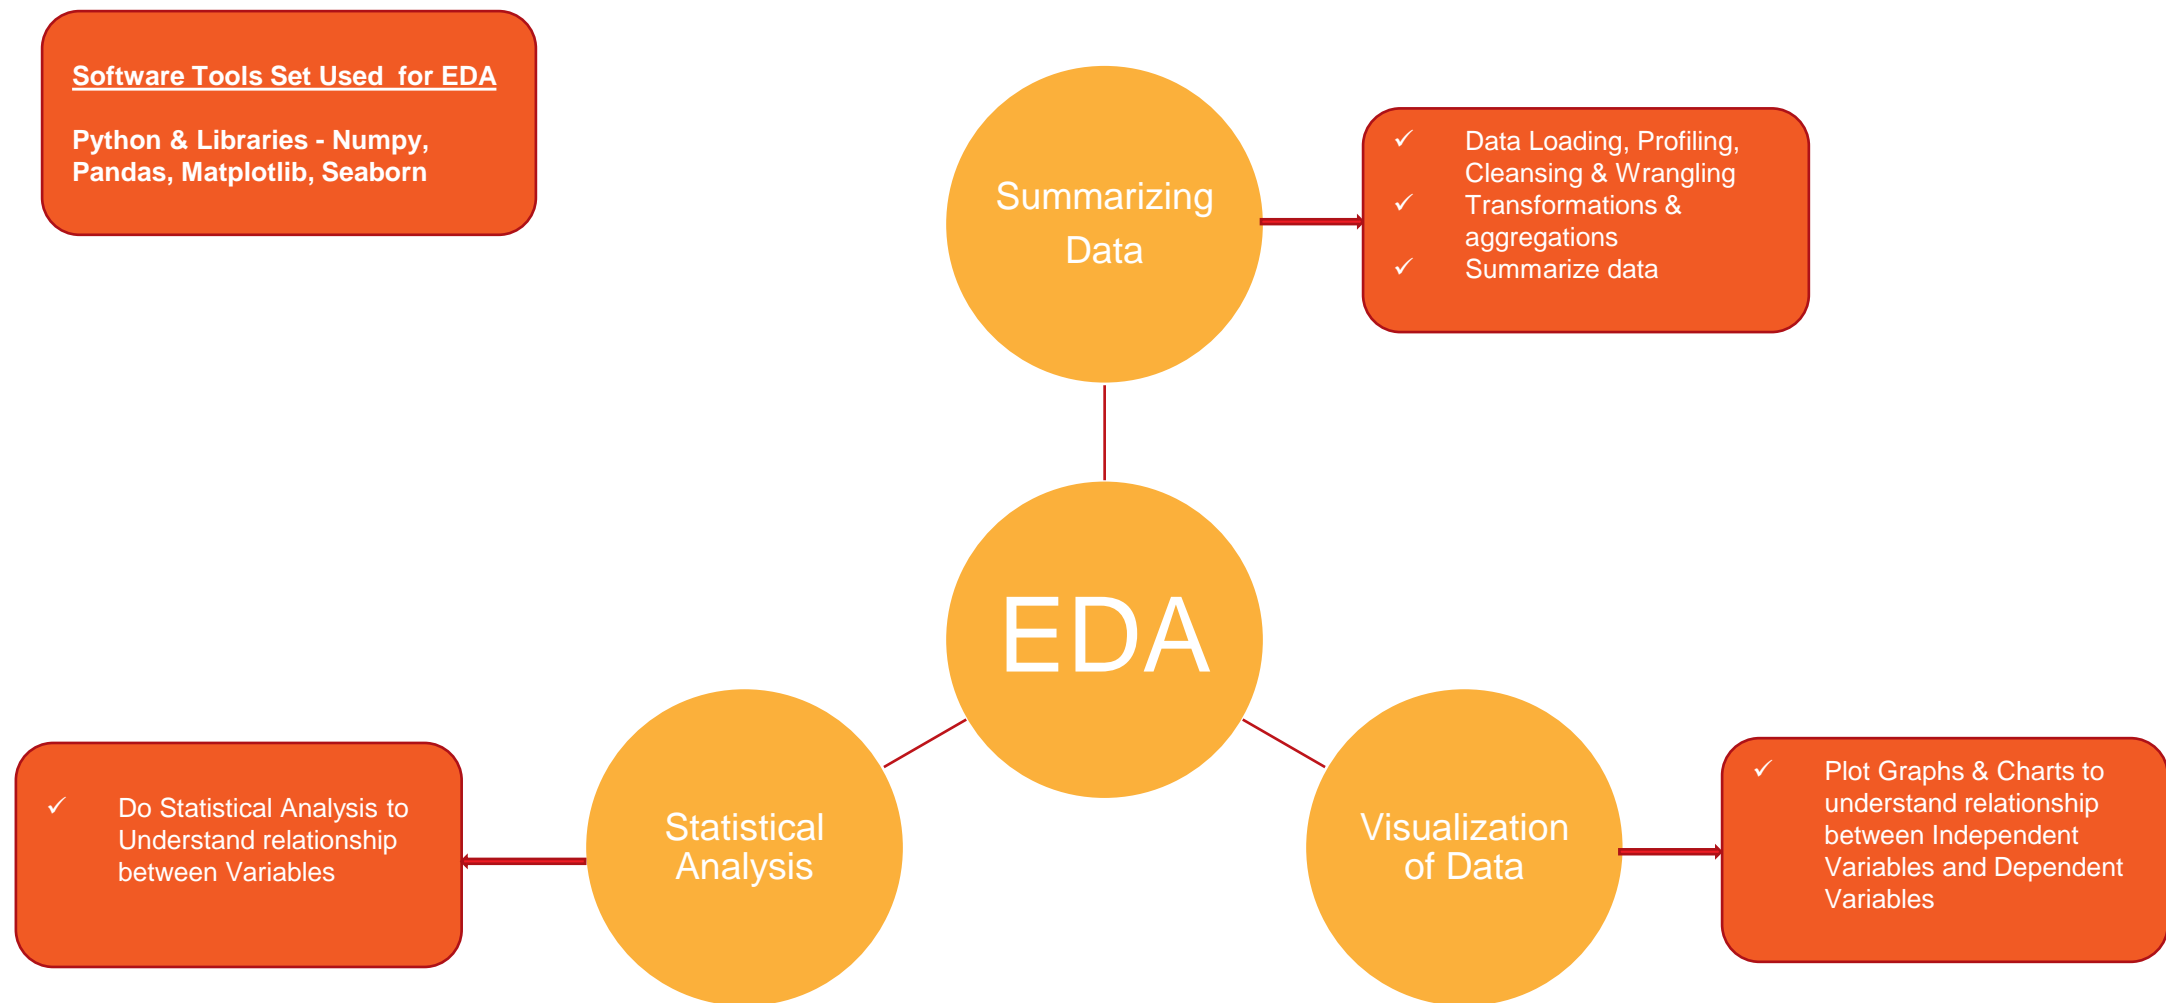 Software Tools Set Used  for EDA
Python & Libraries - Numpy,
Pandas, Matplotlib, Seaborn
Summarizing
Data
✓ Data Loading, Profiling,
Cleansing & Wrangling
✓ Transformations &
aggregations
✓ Summarize data
EDA
Statistical
Analysis
✓ Do Statistical Analysis to
Understand relationship
between Variables
Visualization
of Data
✓ Plot Graphs & Charts to
understand relationship
between Independent
Variables and Dependent
Variables